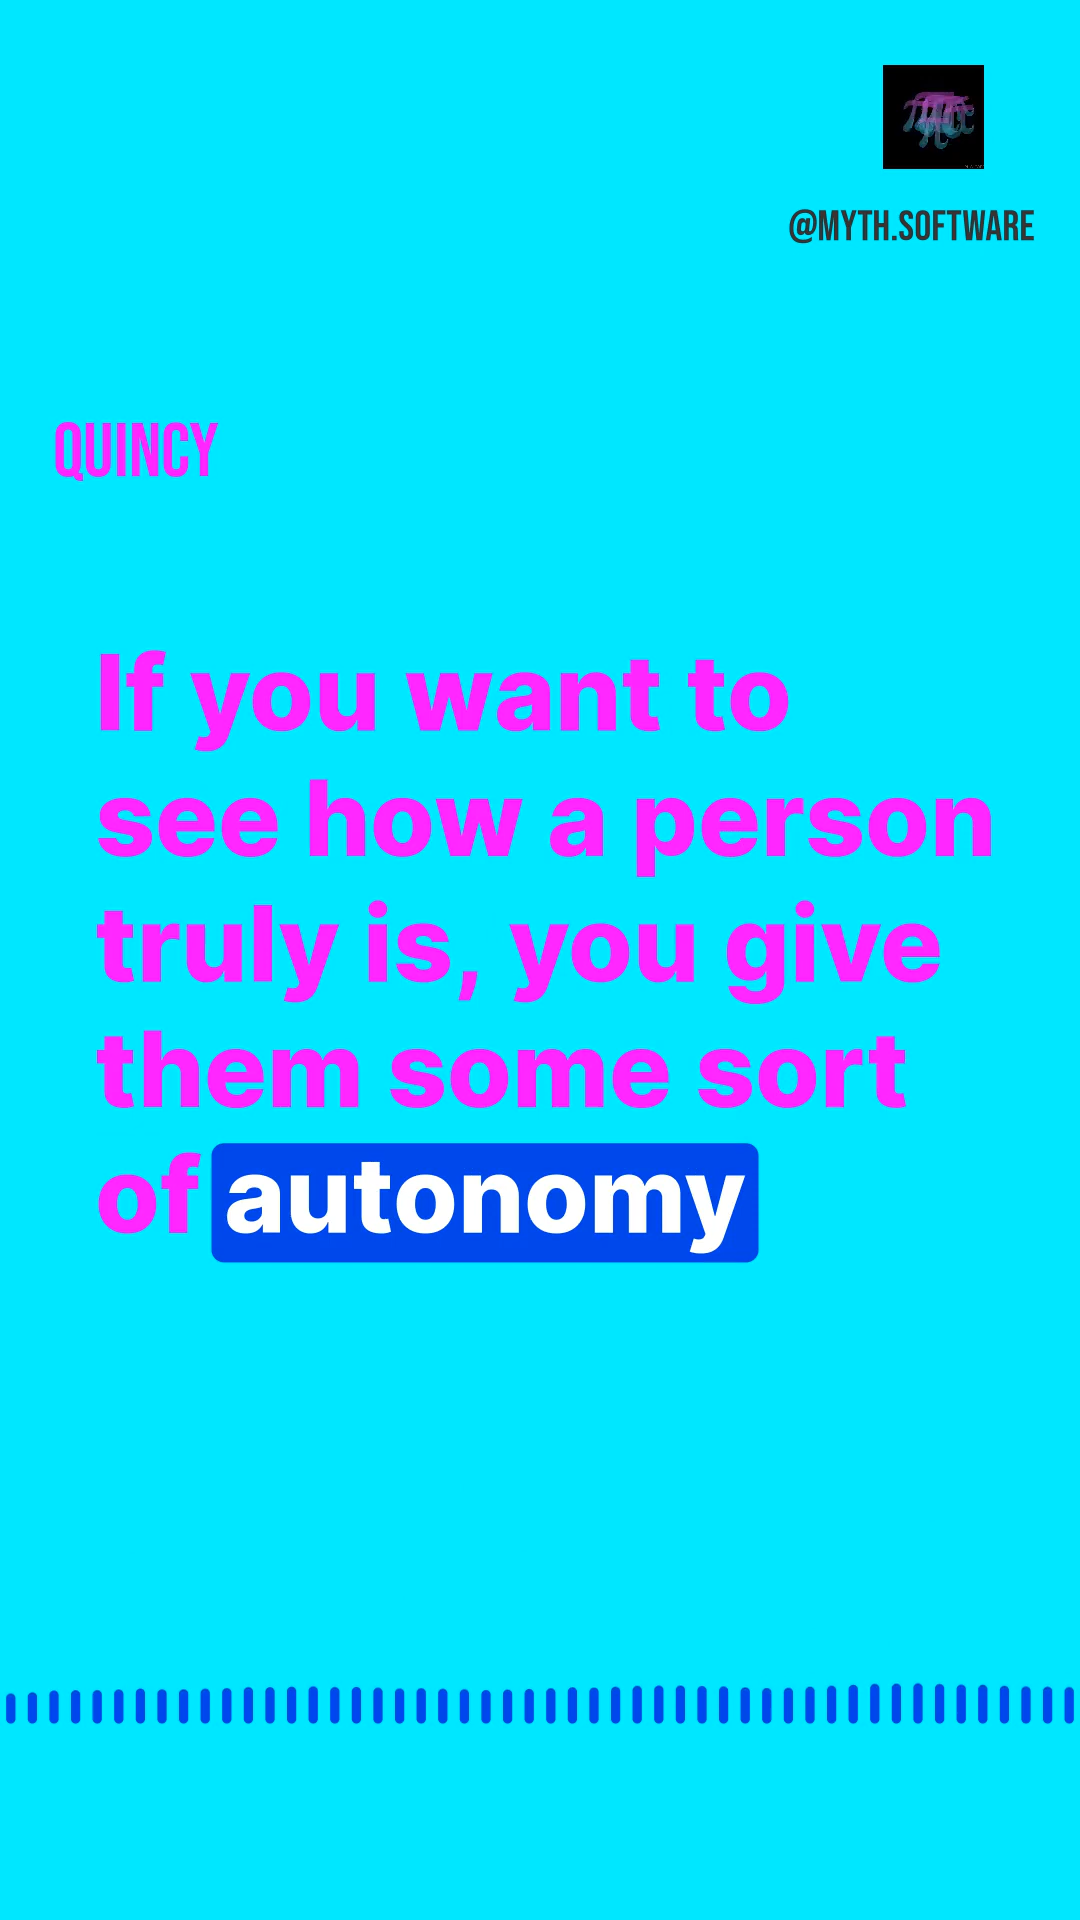 @MYTH.SOFTWARE
QUINCY
If you want to
see how a person
truly is, you give
them some sort
of autonomy